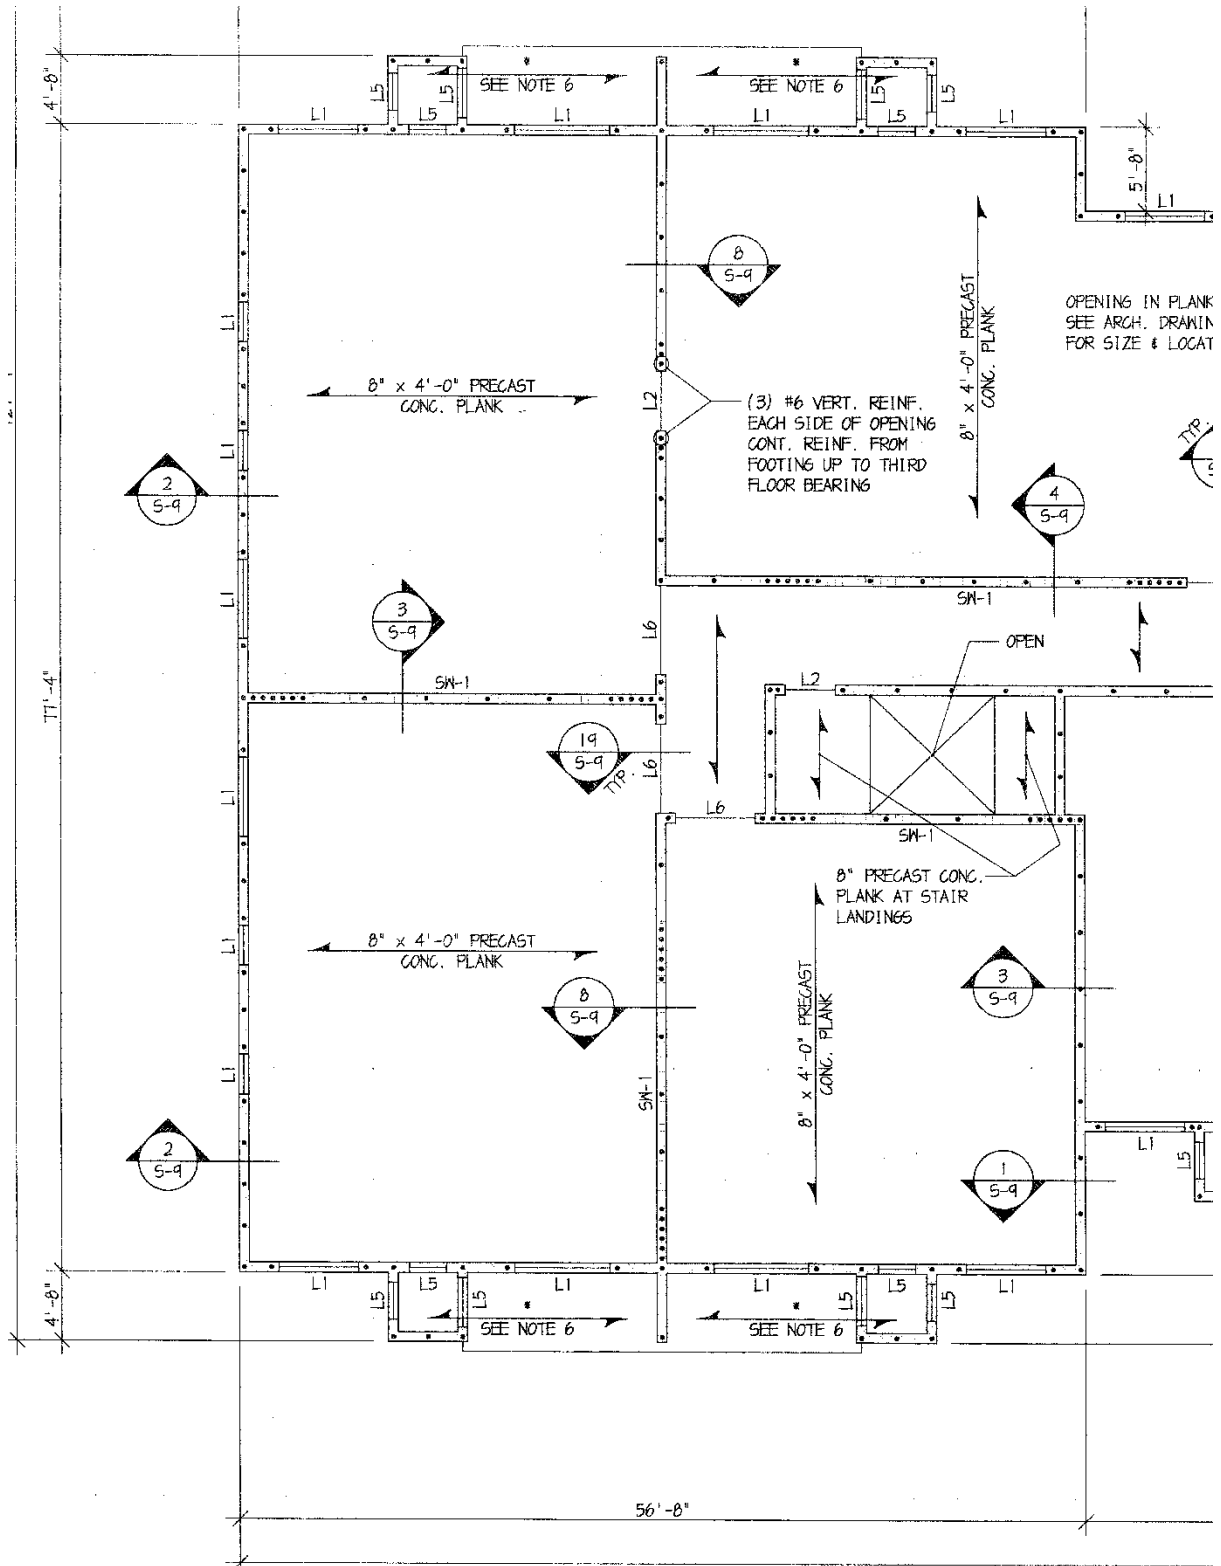 4'-8"
L5
L5
SEE NOTE 6
SEE NOTE 6
L5
L5
L1
L5
L1
L1
L5
L1
5'-8"
L1
8
S-9
8" x 4'-0" PRECAST
CONC. PLANK
OPENING IN PLANK
SEE ARCH.
FOR SIZE &
L1
8" x 4'-0" PRECAST
CONC. PLANK
L2
(3) #6 VERT. REINF.
EACH SIDE OF OPENING
CONT. REINF. FROM
FOOTING UP TO THIRD
FLOOR BEARING
L1
TYP.
2
S-9
4
S-9
L1
3
S-9
SW-1
L6
OPEN
77'-4"
SW-1
L2
19
S-9
TYP.
L6
L1
L6
SW-1
8" PRECAST CONC.
PLANK AT STAIR
LANDINGS
L1
8" x 4'-0" PRECAST
CONC. PLANK
8
S-9
3
S-9
8" x 4'-0" PRECAST
CONC. PLANK
L1
SW-1
2
S-9
1
S-9
L1
L5
L1
L5
L1
L1
L5
L1
4'-8"
L5
L5
SEE NOTE 6
SEE NOTE 6
L5
L5
56'-8"